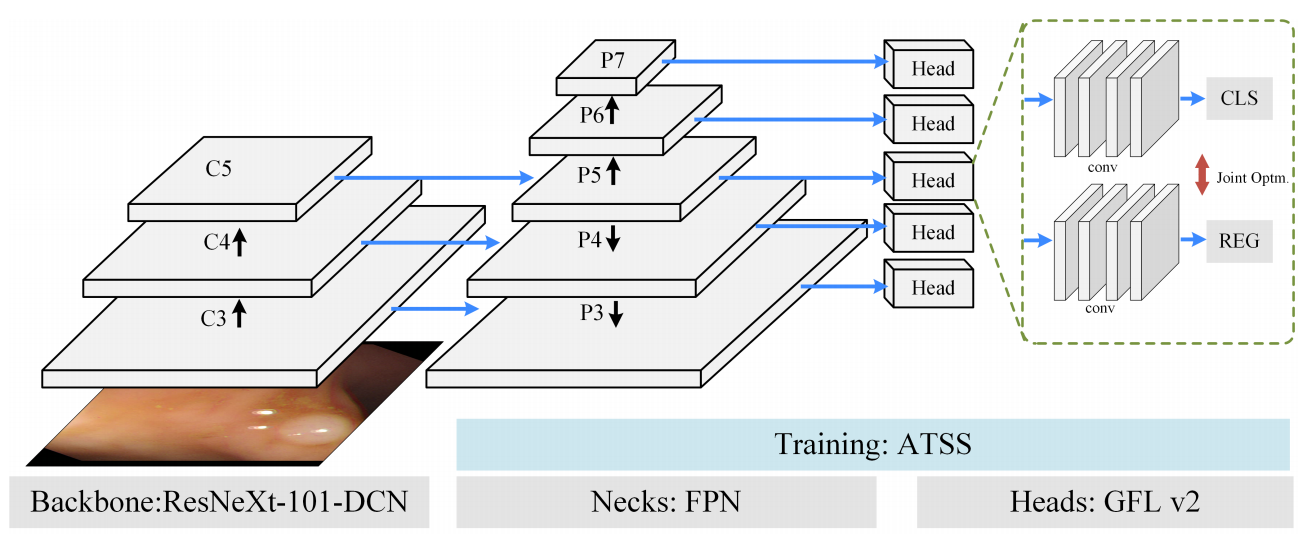 P7
P6
P5
P4
P3
C5
C4
C3
Head
Head
Head
Head
Head
conv
CLS
Joint Optm.
conv
REG
Training: ATSS
Backbone:ResNeXt-101-DCN
Necks: FPN
Heads: GFL v2